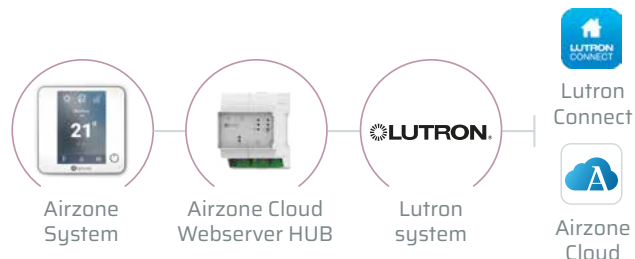 21°
Airzone
System
Airzone Cloud
Webserver HUB
LUTRON
Lutron
system
LUTRON
CONNECT
Lutron
Connect
A
Airzone
Cloud